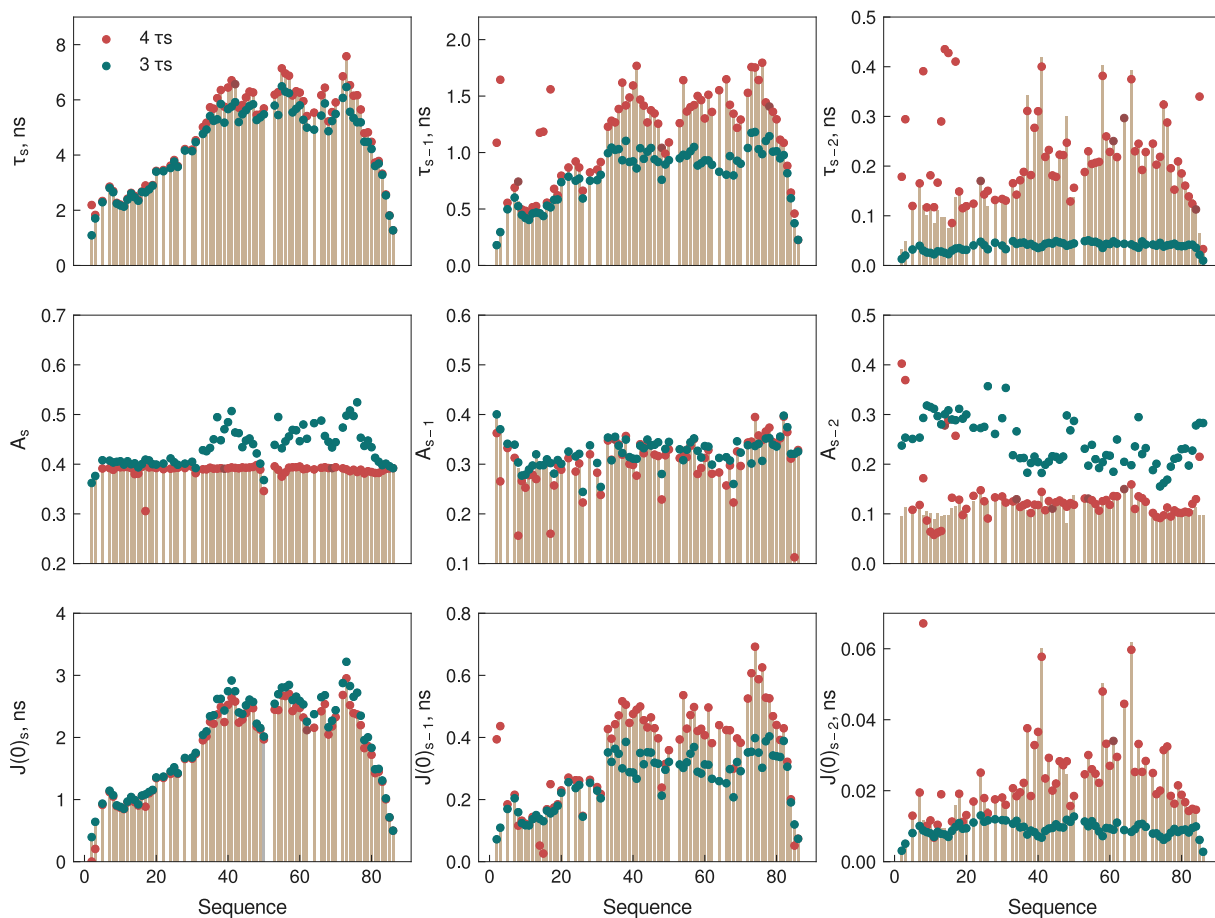 4 τs
3 τs
τs, ns
8
6
4
2
0
τs−1, ns
2.0
1.5
1.0
0.5
0.0
τs−2, ns
0.5
0.4
0.3
0.2
0.1
0.0
As
0.7
0.6
0.5
0.4
0.3
0.2
As−1
0.6
0.5
0.4
0.3
0.2
0.1
As−2
0.5
0.4
0.3
0.2
0.1
0.0
J(0)s, ns
4
3
2
1
0
J(0)s−1, ns
0.8
0.6
0.4
0.2
0.0
J(0)s−2, ns
0.06
0.04
0.02
0.00
0 20 40 60 80
0 20 40 60 80
0 20 40 60 80
Sequence
Sequence
Sequence